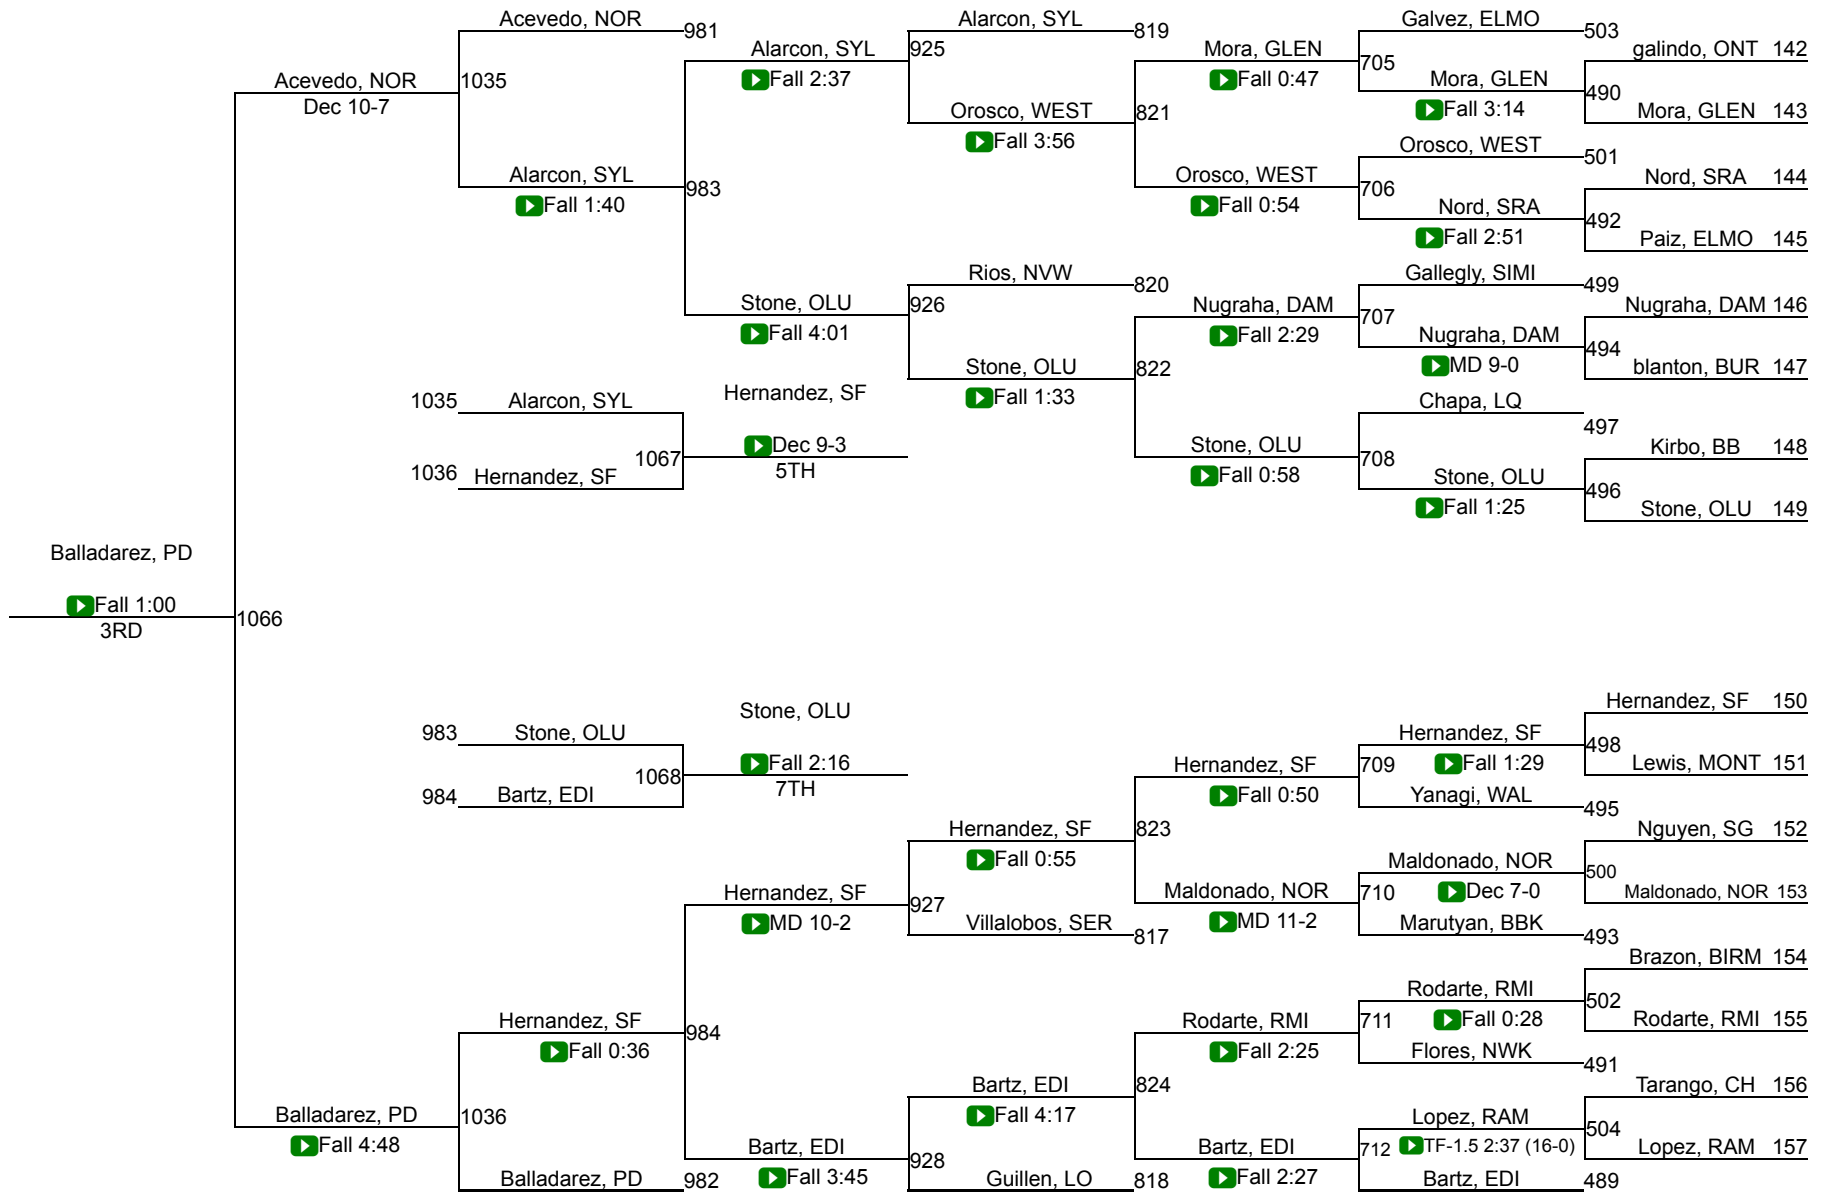 Acevedo, NOR
981
Alarcon, SYL
819
Galvez, ELMO
503
Alarcon, SYL
925
Mora, GLEN
galindo, ONT 142
Acevedo, NOR
1035
Fall 2:37
Fall 0:47
705
Mora, GLEN
490
Dec 10-7
Orosco, WEST
821
Fall 3:14
Mora, GLEN 143
Fall 3:56
Orosco, WEST
501
Alarcon, SYL
983
Orosco, WEST
706
Nord, SRA 144
Fall 1:40
Fall 0:54
Nord, SRA
492
Fall 2:51
Paiz, ELMO 145
Rios, NVW
820
Gallegly, SIMI
499
Stone, OLU
926
Nugraha, DAM
707
Nugraha, DAM 146
Fall 4:01
Fall 2:29
Nugraha, DAM
494
Stone, OLU
822
MD 9-0
blanton, BUR 147
1035
Alarcon, SYL
Hernandez, SF
Fall 1:33
Chapa, LQ
497
1067
Dec 9-3
Stone, OLU
708
Kirbo, BB 148
1036
Hernandez, SF
5TH
Fall 0:58
Stone, OLU
496
Fall 1:25
Stone, OLU 149
Balladarez, PD
Fall 1:00
1066
3RD
Stone, OLU
Hernandez, SF 150
983
Stone, OLU
Hernandez, SF
498
1068
Fall 2:16
Hernandez, SF
709
Fall 1:29
Lewis, MONT 151
984
Bartz, EDI
7TH
Fall 0:50
Yanagi, WAL
495
Hernandez, SF
823
Nguyen, SG 152
Fall 0:55
Maldonado, NOR
500
Hernandez, SF
927
Maldonado, NOR
710
Dec 7-0
Maldonado, NOR 153
MD 10-2
Villalobos, SER
817
MD 11-2
Marutyan, BBK
493
Brazon, BIRM 154
Rodarte, RMI
502
Hernandez, SF
984
Rodarte, RMI
711
Fall 0:28
Rodarte, RMI 155
Fall 0:36
Fall 2:25
Flores, NWK
491
Bartz, EDI
824
Tarango, CH 156
Balladarez, PD
1036
Fall 4:17
Lopez, RAM
504
Fall 4:48
Bartz, EDI
928
Bartz, EDI
712
TF-1.5 2:37 (16-0)
Lopez, RAM 157
Balladarez, PD
982
Fall 3:45
Guillen, LO
818
Fall 2:27
Bartz, EDI
489